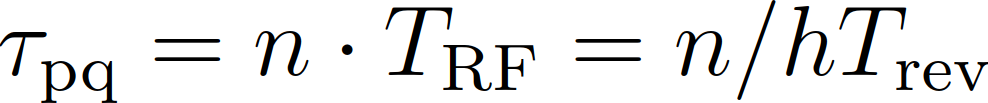 τ_pq = n · T_RF = n/hT_rev